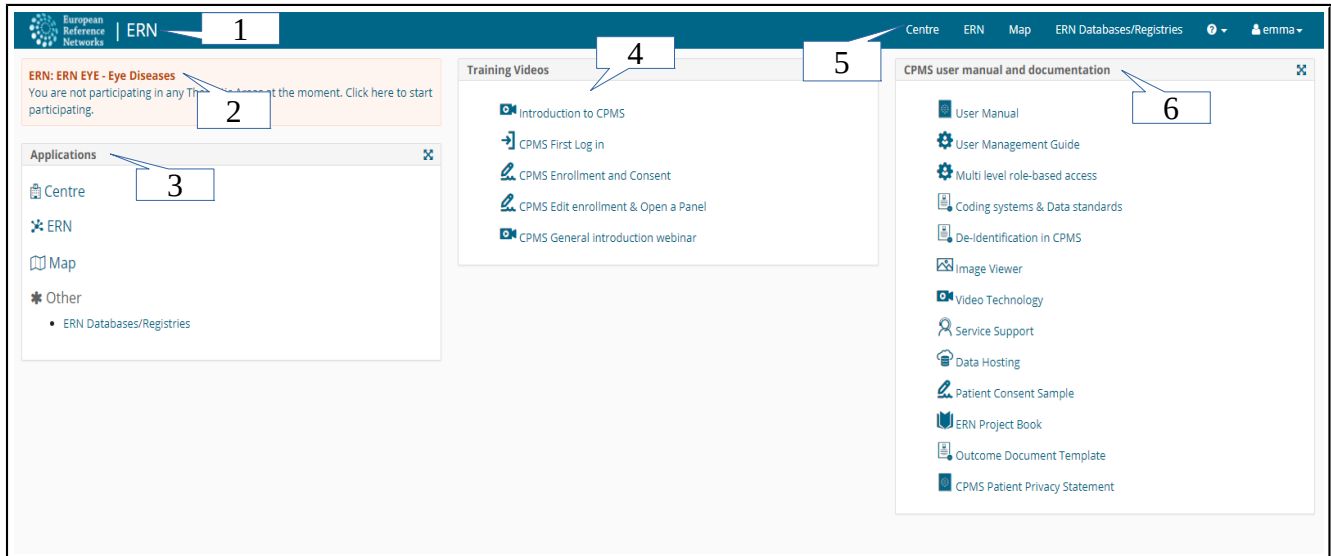 European
Reference
Networks
ERN
1
Centre
ERN
Map
ERN Databases/Registries
emma
ERN: ERN EYE - Eye Diseases
You are not participating in any Areas at the moment. Click here to start
participating.
2
Applications
3
Centre
ERN
Map
Other
ERN Databases/Registries
Training Videos
4
Introduction to CPMS
CPMS First Log in
CPMS Enrollment and Consent
CPMS Edit enrollment & Open a Panel
CPMS General introduction webinar
5
CPMS user manual and documentation
6
User Manual
User Management Guide
Multi level role-based access
Coding systems & Data standards
De-Identification in CPMS
Image Viewer
Video Technology
Service Support
Data Hosting
Patient Consent Sample
ERN Project Book
Outcome Document Template
CPMS Patient Privacy Statement